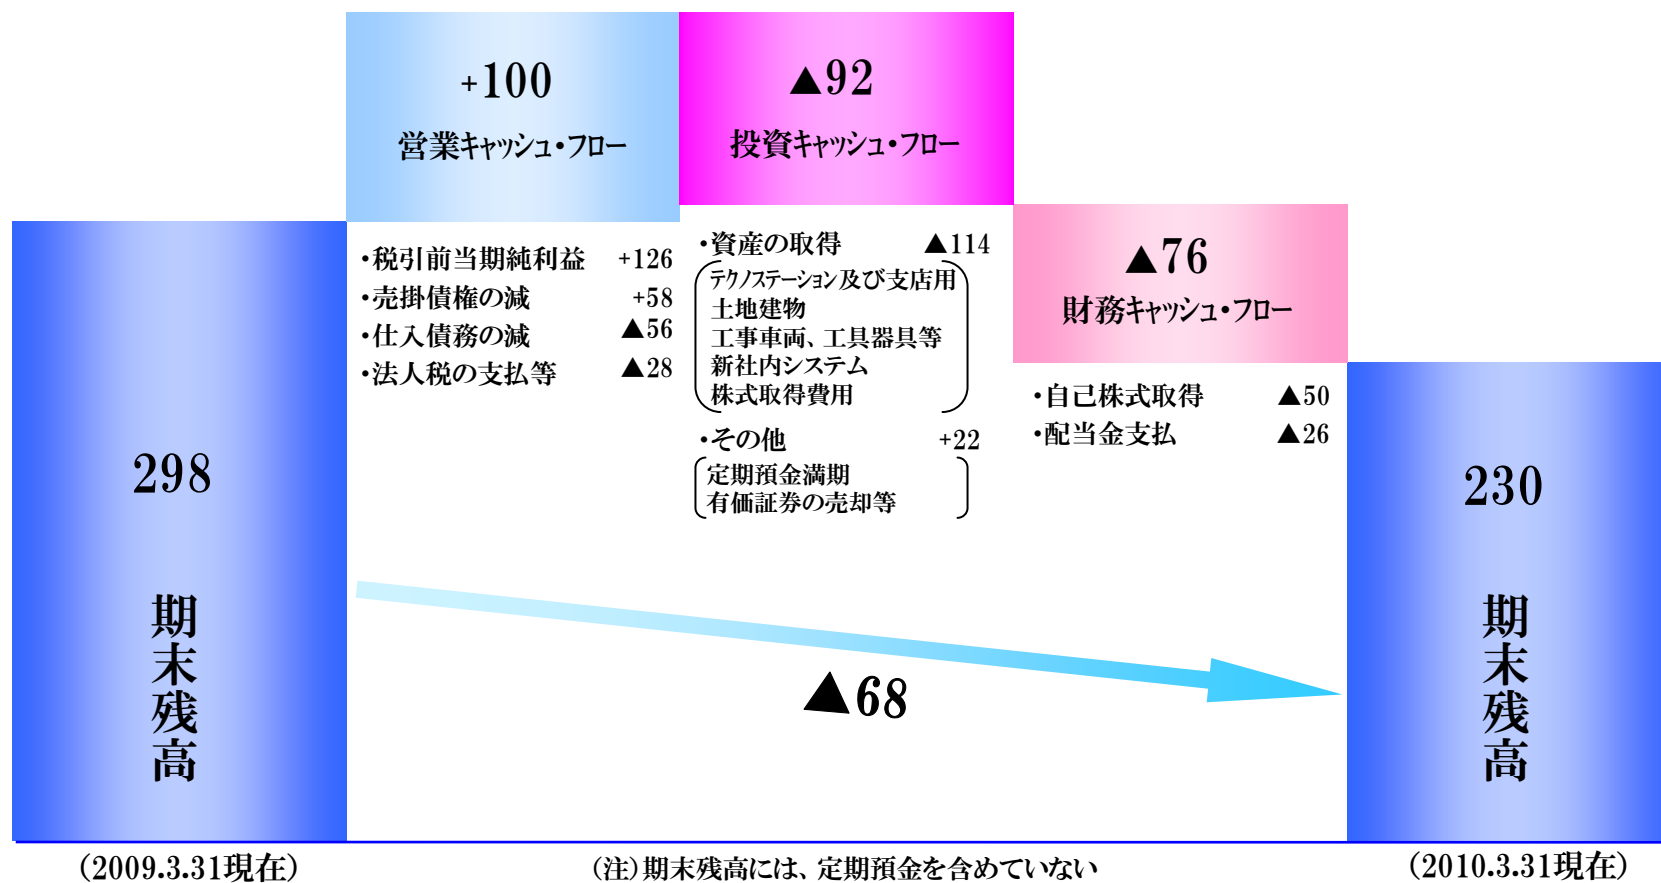 +100
営業キャッシュ・フロー
▲92
投資キャッシュ・フロー
▲76
財務キャッシュ・フロー
・税引前当期純利益 +126
・売掛債権の減 +58
・仕入債務の減 ▲56
・法人税の支払等 ▲28
・資産の取得 ▲114
テクノステーション及び支店用
土地建物
工事車両、工具器具等
新社内システム
株式取得費用
・その他 +22
定期預金満期
有価証券の売却等
・自己株式取得 ▲50
・配当金支払 ▲26
298
期末残高
230
期末残高
▲68
(2009.3.31現在)
(注)期末残高には、定期預金を含めていない
(2010.3.31現在)